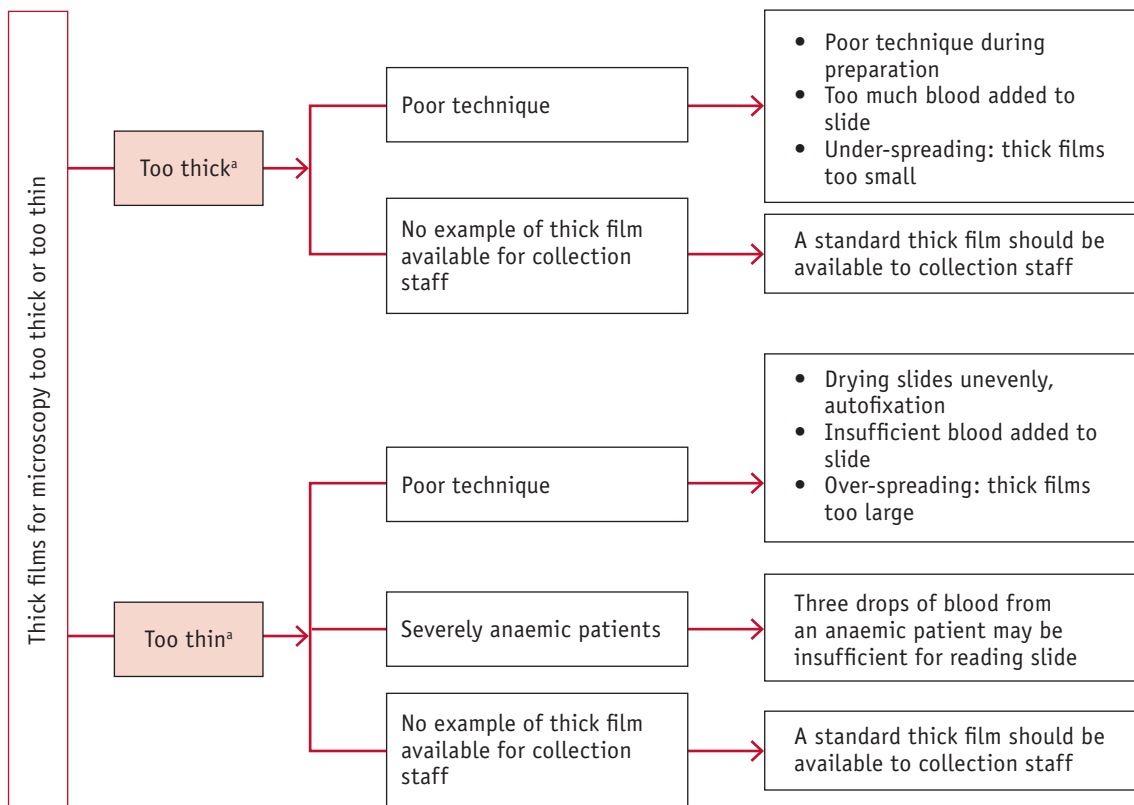 Thick films for microscopy too thick or too thin
Too thickᵃ
Poor technique
• Poor technique during
preparation
• Too much blood added to
slide
• Under-spreading: thick films
too small
No example of thick film
available for collection
staff
A standard thick film should be
available to collection staff
Too thinᵃ
Poor technique
• Drying slides unevenly,
autofixation
• Insufficient blood added to
slide
• Over-spreading: thick films
too large
Severely anaemic patients
Three drops of blood from
an anaemic patient may be
insufficient for reading slide
No example of thick film
available for collection
staff
A standard thick film should be
available to collection staff